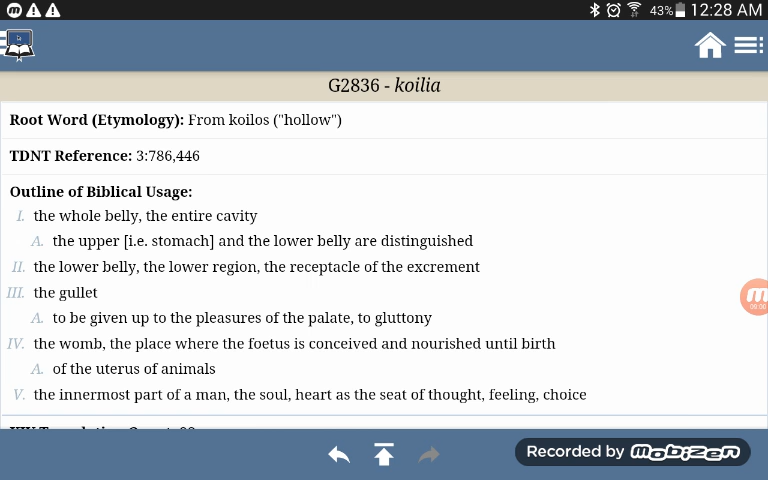 43% 12:28 AM
G2836 - koilia
Root Word (Etymology): From koilos ("hollow")
TDNT Reference: 3:786,446
Outline of Biblical Usage:
I. the whole belly, the entire cavity
A. the upper [i.e. stomach] and the lower belly are distinguished
II. the lower belly, the lower region, the receptacle of the excrement
III. the gullet
A. to be given up to the pleasures of the palate, to gluttony
IV. the womb, the place where the foetus is conceived and nourished until birth
A. of the uterus of animals
V. the innermost part of a man, the soul, heart as the seat of thought, feeling, choice
Recorded by mobizen